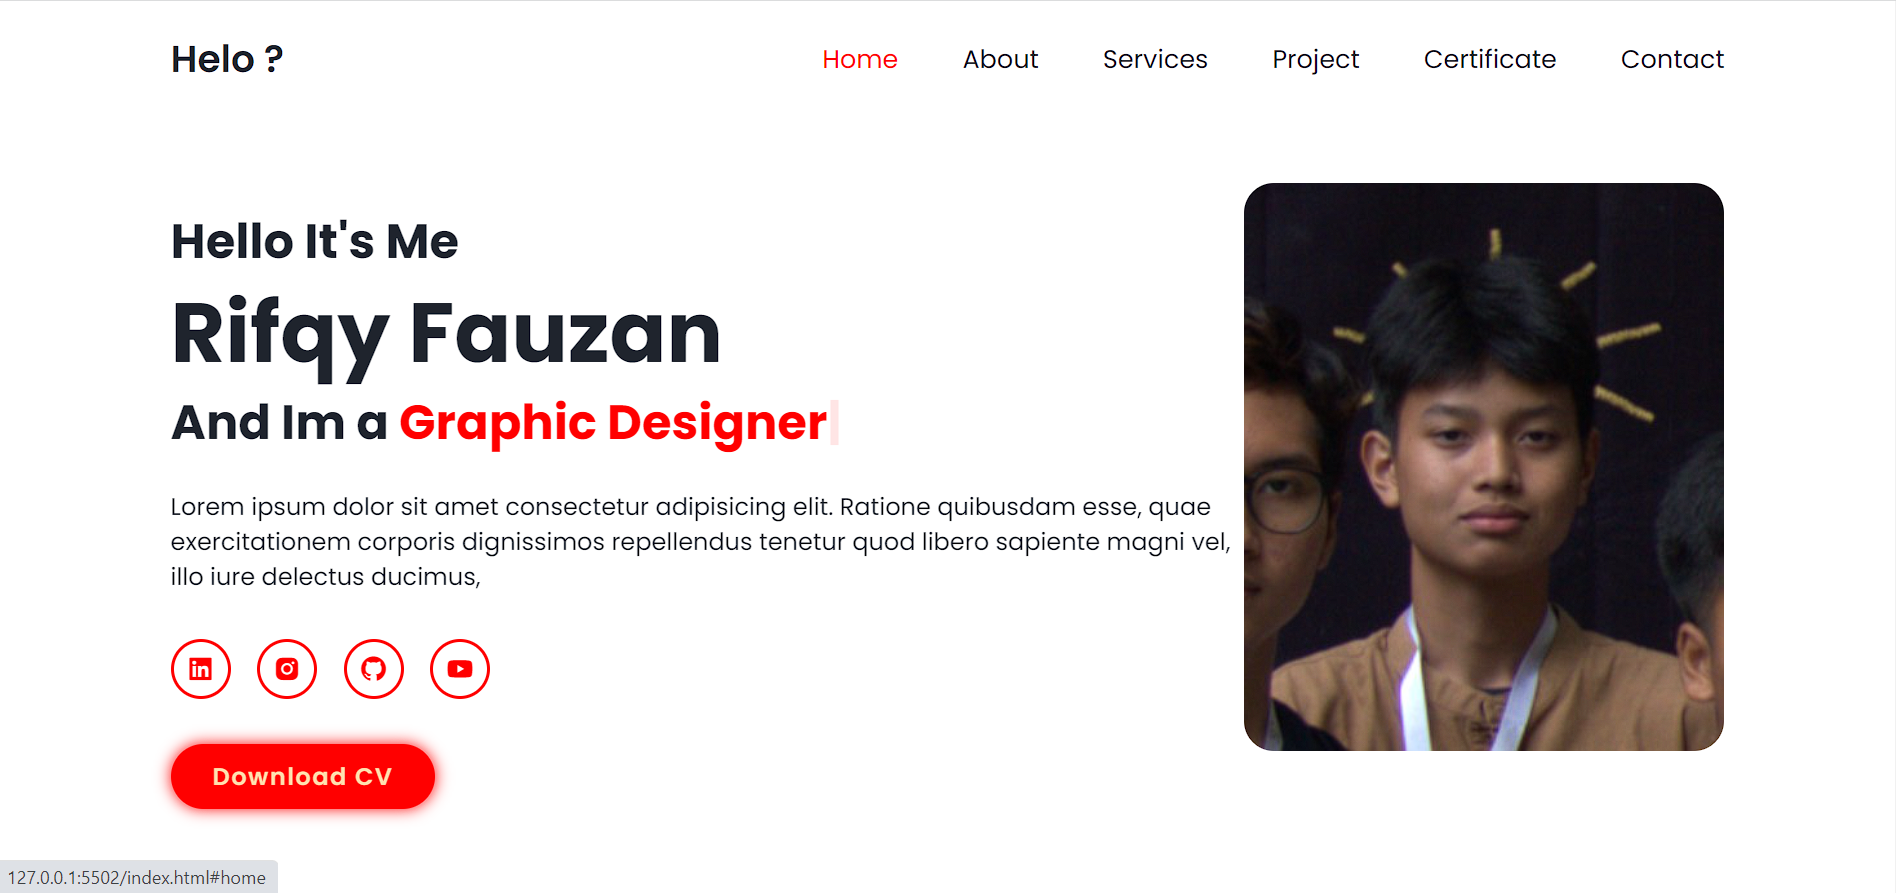 Helo ?
Home About Services Project Certificate Contact
Hello It's Me
Rifqy Fauzan
And Im a Graphic Designer
Lorem ipsum dolor sit amet consectetur adipisicing elit. Ratione quibusdam esse, quae
exercitationem corporis dignissimos repellendus tenetur quod libero sapiente magni vel,
illo iure delectus ducimus,
in
Download CV
127.0.0.1:5502/index.html#home